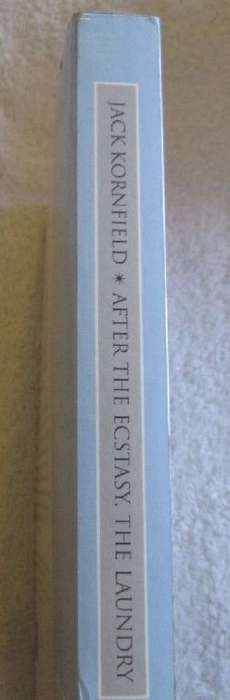 JACK KORNFIELD * AFTER THE ECSTASY, THE LAUNDRY